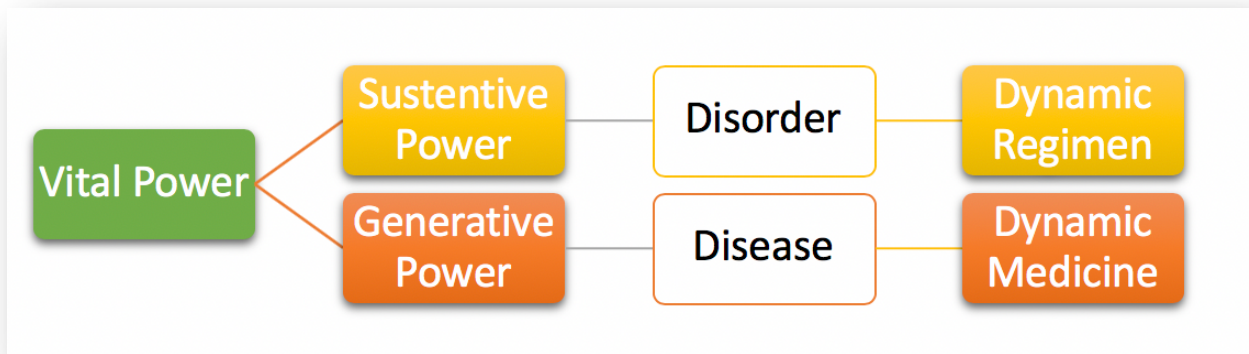 Vital Power
Sustentive
Power
Disorder
Dynamic
Regimen
Generative
Power
Disease
Dynamic
Medicine